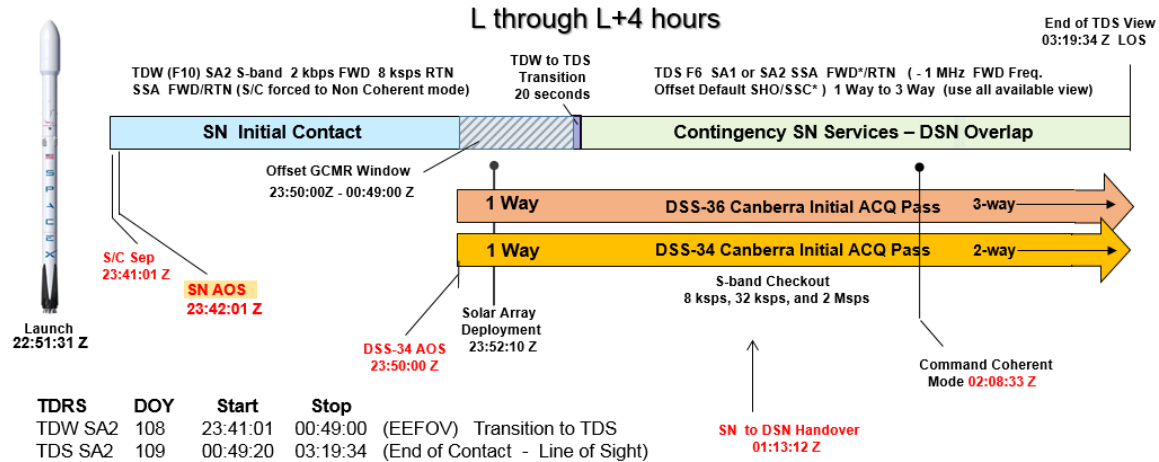 L through L+4 hours
End of TDS View
03:19:34 Z LOS
TDW (F10) SA2 S-band 2 kbps FWD 8 ksps RTN
SSA FWD/RTN (S/C forced to Non Coherent mode)
TDW to TDS
Transition
20 seconds
TDS F6 SA1 or SA2 SSA FWD*/RTN ( - 1 MHz FWD Freq.
Offset Default SHO/SSC* ) 1 Way to 3 Way (use all available view)
SN Initial Contact
Contingency SN Services – DSN Overlap
Offset GCMR Window
23:50:00Z - 00:49:00 Z
1 Way
DSS-36 Canberra Initial ACQ Pass
3-way
1 Way
DSS-34 Canberra Initial ACQ Pass
2-way
SPACEX
S/C Sep
23:41:01 Z
SN AOS
23:42:01 Z
S-band Checkout
8 ksps, 32 ksps, and 2 Msps
Launch
22:51:31 Z
Solar Array
Deployment
23:52:10 Z
DSS-34 AOS
23:50:00 Z
Command Coherent
Mode 02:08:33 Z
SN to DSN Handover
01:13:12 Z
TDRS DOY Start Stop
TDW SA2 108 23:41:01 00:49:00 (EEFOV) Transition to TDS
TDS SA2 109 00:49:20 03:19:34 (End of Contact - Line of Sight)